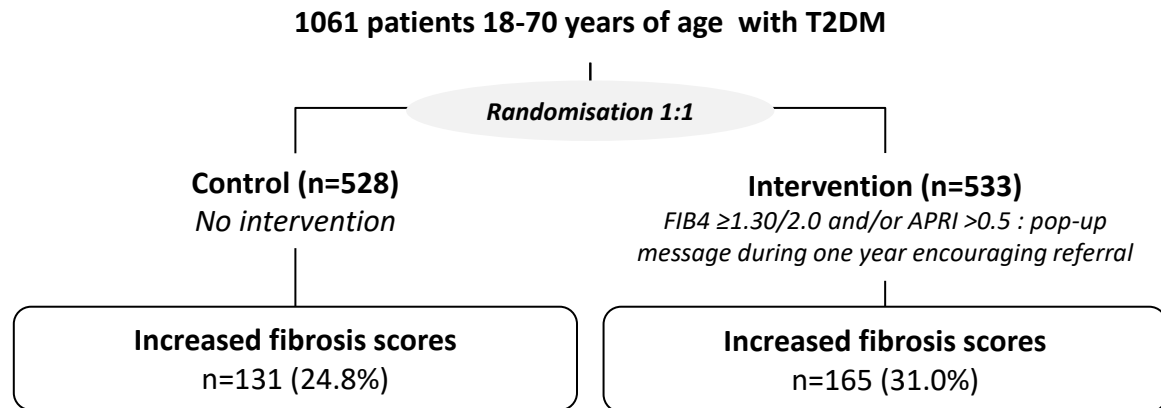 1061 patients 18-70 years of age with T2DM
Randomisation 1:1
Control (n=528)
No intervention
Intervention (n=533)
FIB4 ≥1.30/2.0 and/or APRI >0.5 : pop-up
message during one year encouraging referral
Increased fibrosis scores
n=131 (24.8%)
Increased fibrosis scores
n=165 (31.0%)